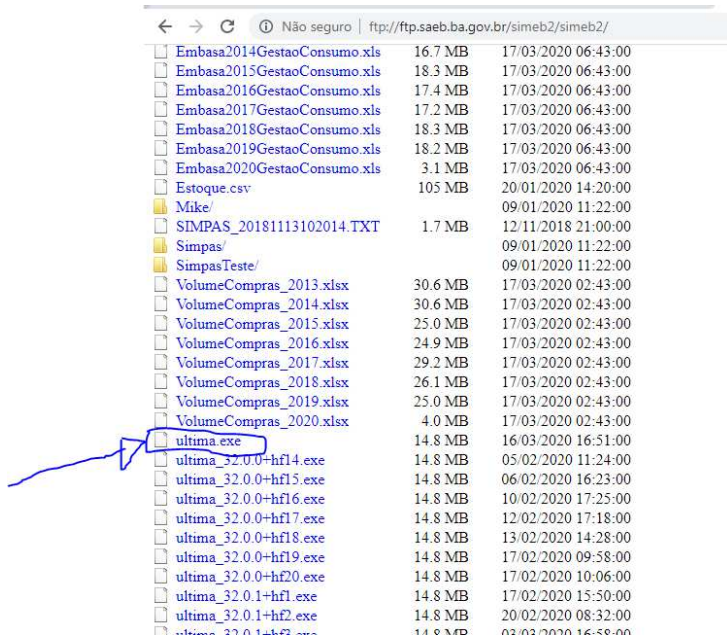 Não seguro | ftp://ftp.saeb.ba.gov.br/simeb2/simeb2/
Embasa2014GestaoConsumo.xls 16.7 MB 17/03/2020 06:43:00
Embasa2015GestaoConsumo.xls 18.3 MB 17/03/2020 06:43:00
Embasa2016GestaoConsumo.xls 17.4 MB 17/03/2020 06:43:00
Embasa2017GestaoConsumo.xls 17.2 MB 17/03/2020 06:43:00
Embasa2018GestaoConsumo.xls 18.3 MB 17/03/2020 06:43:00
Embasa2019GestaoConsumo.xls 18.2 MB 17/03/2020 06:43:00
Embasa2020GestaoConsumo.xls 3.1 MB 17/03/2020 06:43:00
Estoque.csv 105 MB 20/01/2020 14:20:00
Mike/ 09/01/2020 11:22:00
SIMPAS_20181113102014.TXT 1.7 MB 12/11/2018 21:00:00
Simpas/ 09/01/2020 11:22:00
SimpasTeste/ 09/01/2020 11:22:00
VolumeCompras_2013.xlsx 30.6 MB 17/03/2020 02:43:00
VolumeCompras_2014.xlsx 30.6 MB 17/03/2020 02:43:00
VolumeCompras_2015.xlsx 25.0 MB 17/03/2020 02:43:00
VolumeCompras_2016.xlsx 24.9 MB 17/03/2020 02:43:00
VolumeCompras_2017.xlsx 29.2 MB 17/03/2020 02:43:00
VolumeCompras_2018.xlsx 26.1 MB 17/03/2020 02:43:00
VolumeCompras_2019.xlsx 25.0 MB 17/03/2020 02:43:00
VolumeCompras_2020.xlsx 4.0 MB 17/03/2020 02:43:00
ultima.exe 14.8 MB 16/03/2020 16:51:00
ultima_32.0.0+hf14.exe 14.8 MB 05/02/2020 11:24:00
ultima_32.0.0+hf15.exe 14.8 MB 06/02/2020 16:23:00
ultima_32.0.0+hf16.exe 14.8 MB 10/02/2020 17:25:00
ultima_32.0.0+hf17.exe 14.8 MB 12/02/2020 17:18:00
ultima_32.0.0+hf18.exe 14.8 MB 13/02/2020 14:28:00
ultima_32.0.0+hf19.exe 14.8 MB 17/02/2020 09:58:00
ultima_32.0.0+hf20.exe 14.8 MB 17/02/2020 10:06:00
ultima_32.0.1+hf1.exe 14.8 MB 17/02/2020 15:50:00
ultima_32.0.1+hf2.exe 14.8 MB 20/02/2020 08:32:00
ultima_32.0.1+hf3.exe 14.8 MB 03/03/2020 16:58:00